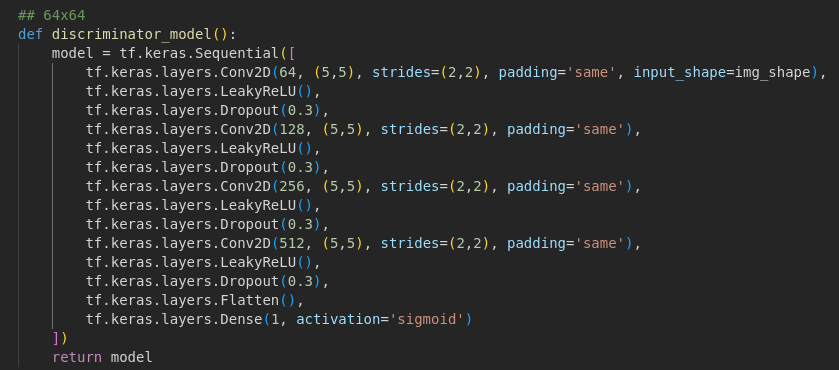 ## 64x64
def discriminator_model():
    model = tf.keras.Sequential([
        tf.keras.layers.Conv2D(64, (5,5), strides=(2,2), padding='same', input_shape=img_shape),
        tf.keras.layers.LeakyReLU(),
        tf.keras.layers.Dropout(0.3),
        tf.keras.layers.Conv2D(128, (5,5), strides=(2,2), padding='same'),
        tf.keras.layers.LeakyReLU(),
        tf.keras.layers.Dropout(0.3),
        tf.keras.layers.Conv2D(256, (5,5), strides=(2,2), padding='same'),
        tf.keras.layers.LeakyReLU(),
        tf.keras.layers.Dropout(0.3),
        tf.keras.layers.Conv2D(512, (5,5), strides=(2,2), padding='same'),
        tf.keras.layers.LeakyReLU(),
        tf.keras.layers.Dropout(0.3),
        tf.keras.layers.Flatten(),
        tf.keras.layers.Dense(1, activation='sigmoid')
    ])
    return model